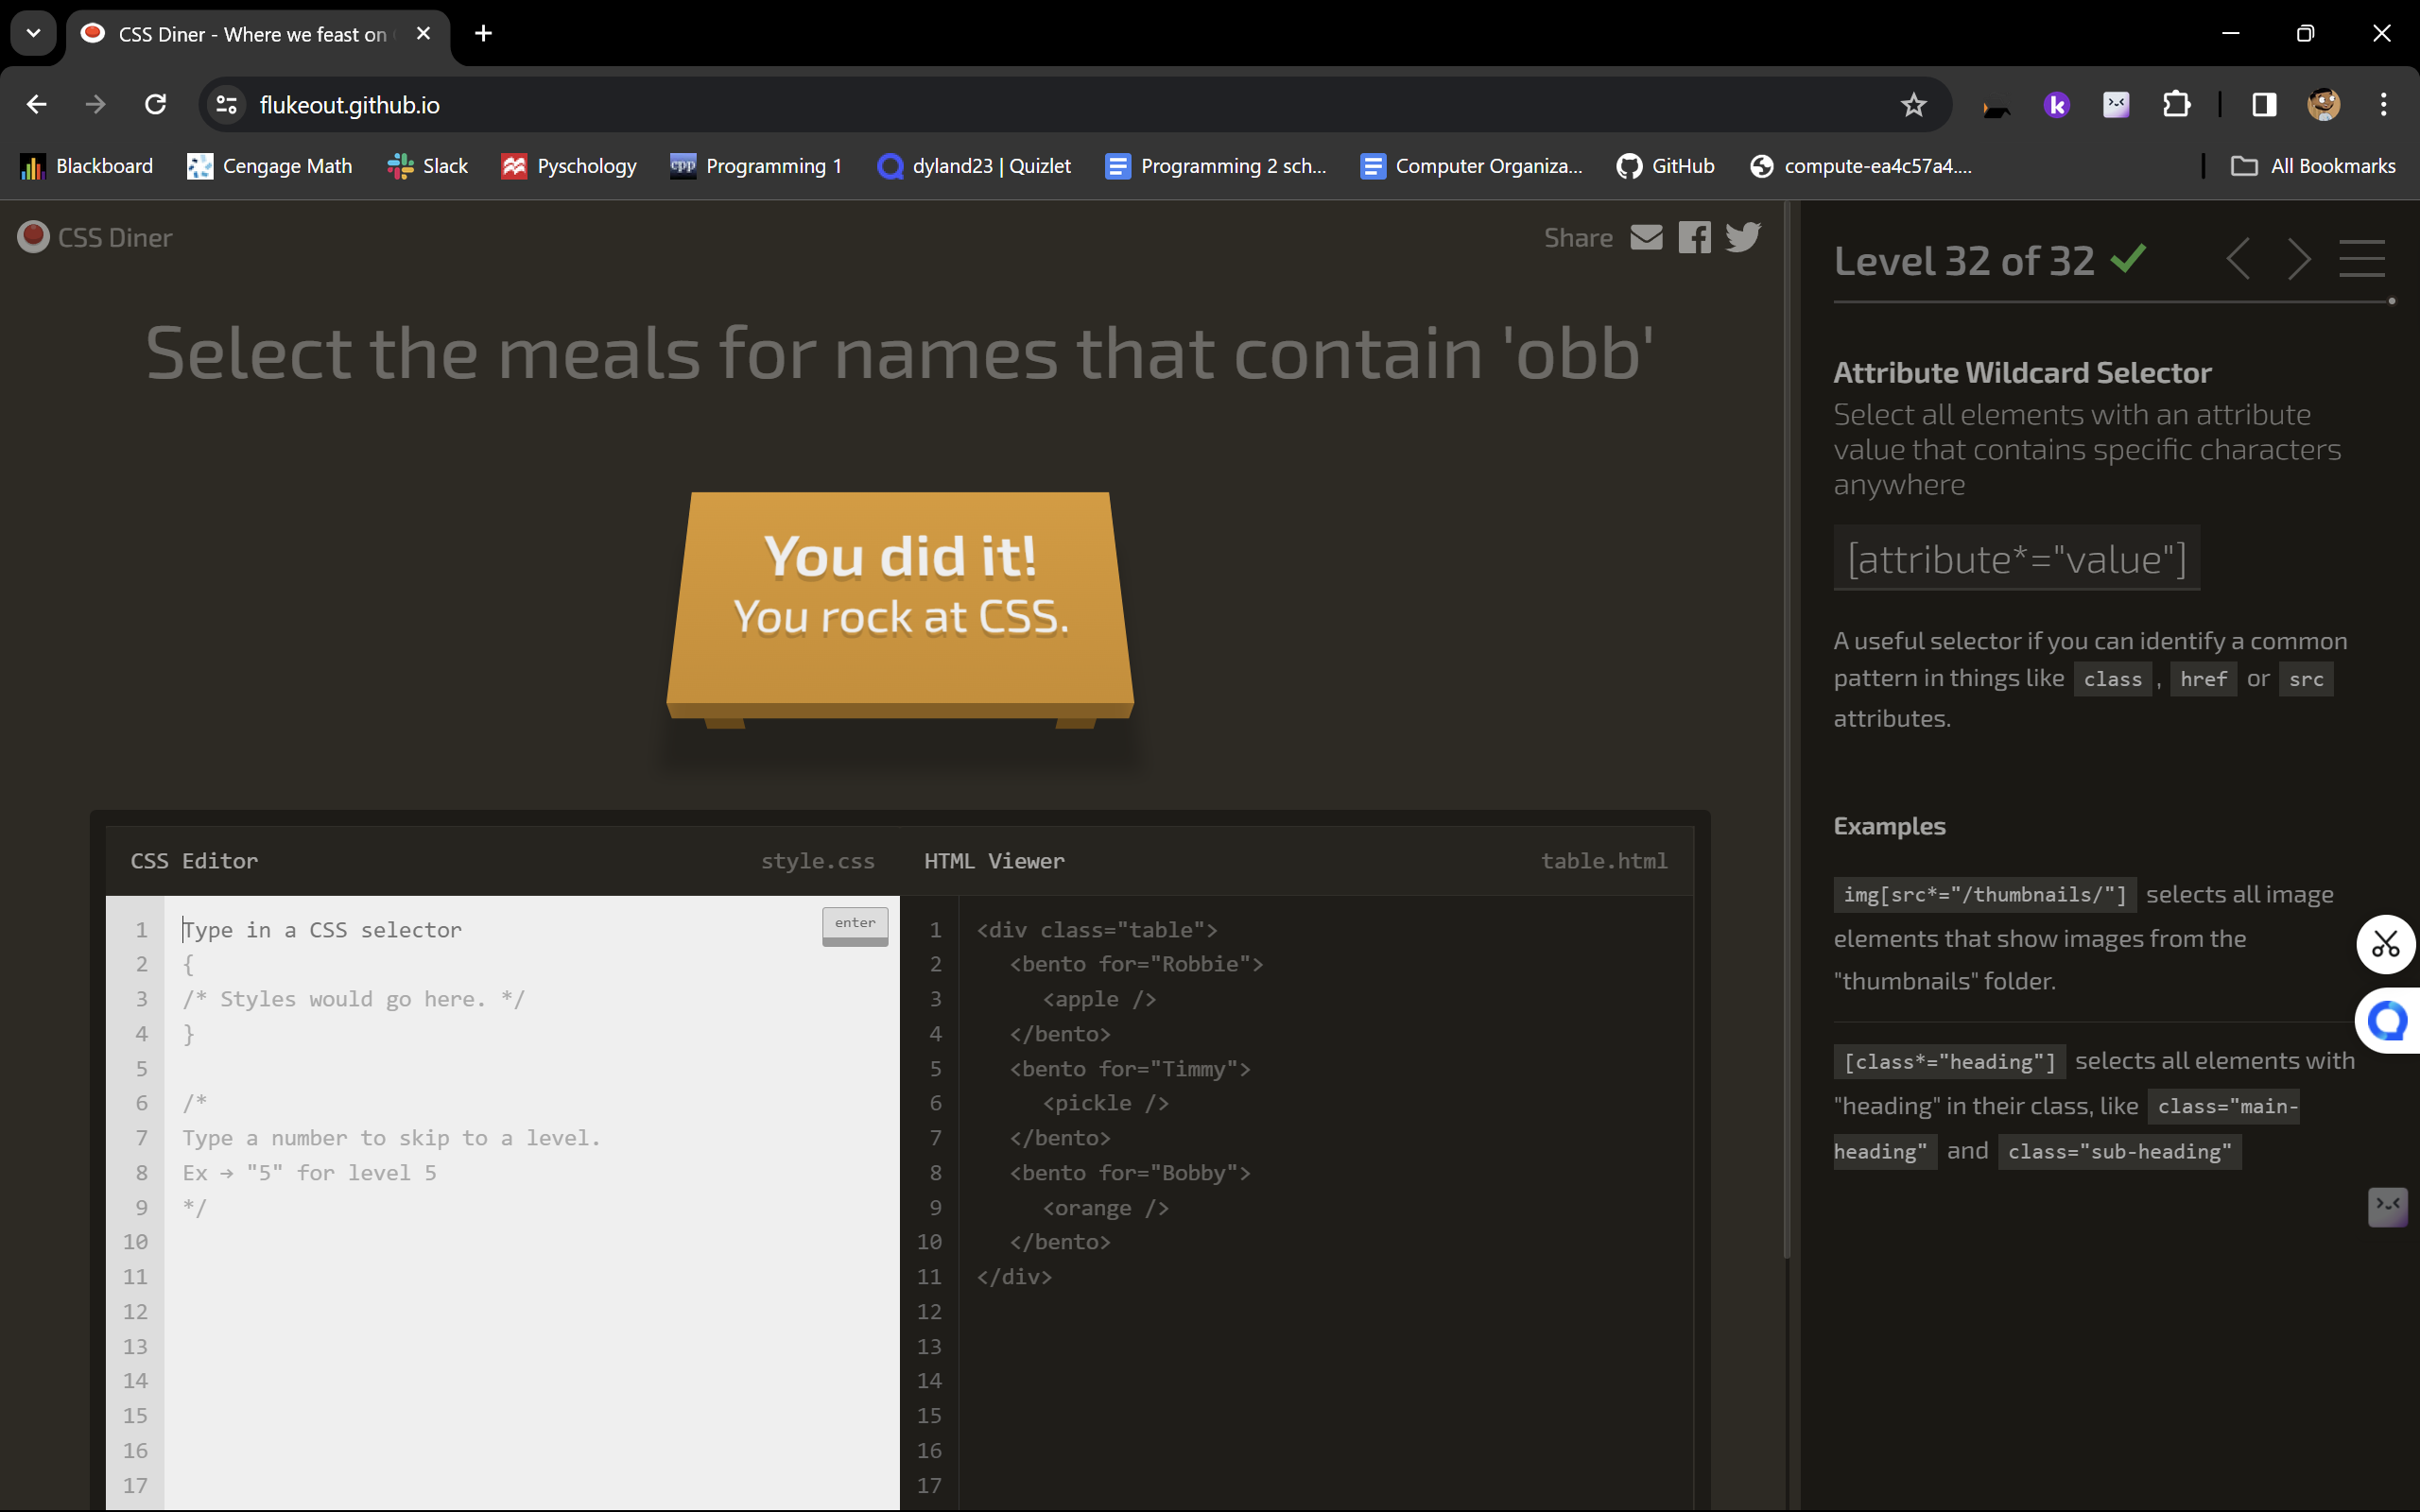 CSS Diner - Where we feast on
flukeout.github.io
Blackboard
Cengage Math
Slack
Pyschology
cpp Programming 1
dyland23 | Quizlet
Programming 2 sch...
Computer Organiza...
GitHub
compute-ea4c57a4....
All Bookmarks
CSS Diner
Share
Select the meals for names that contain 'obb'
You did it!
You rock at CSS.
CSS Editor
style.css
1 Type in a CSS selector
enter
2 {
3 /* Styles would go here. */
4 }
5
6 /*
7 Type a number to skip to a level.
8 Ex → "5" for level 5
9 */
10
11
12
13
14
15
16
17
HTML Viewer
table.html
1 <div class="table">
2 <bento for="Robbie">
3 <apple />
4 </bento>
5 <bento for="Timmy">
6 <pickle />
7 </bento>
8 <bento for="Bobby">
9 <orange />
10 </bento>
11 </div>
12
13
14
15
16
17
Level 32 of 32
Attribute Wildcard Selector
Select all elements with an attribute
value that contains specific characters
anywhere
[attribute*="value"]
A useful selector if you can identify a common
pattern in things like class , href or src
attributes.
Examples
img[src*="/thumbnails/"] selects all image
elements that show images from the
"thumbnails" folder.
[class*="heading"] selects all elements with
"heading" in their class, like class="main-
heading" and class="sub-heading"